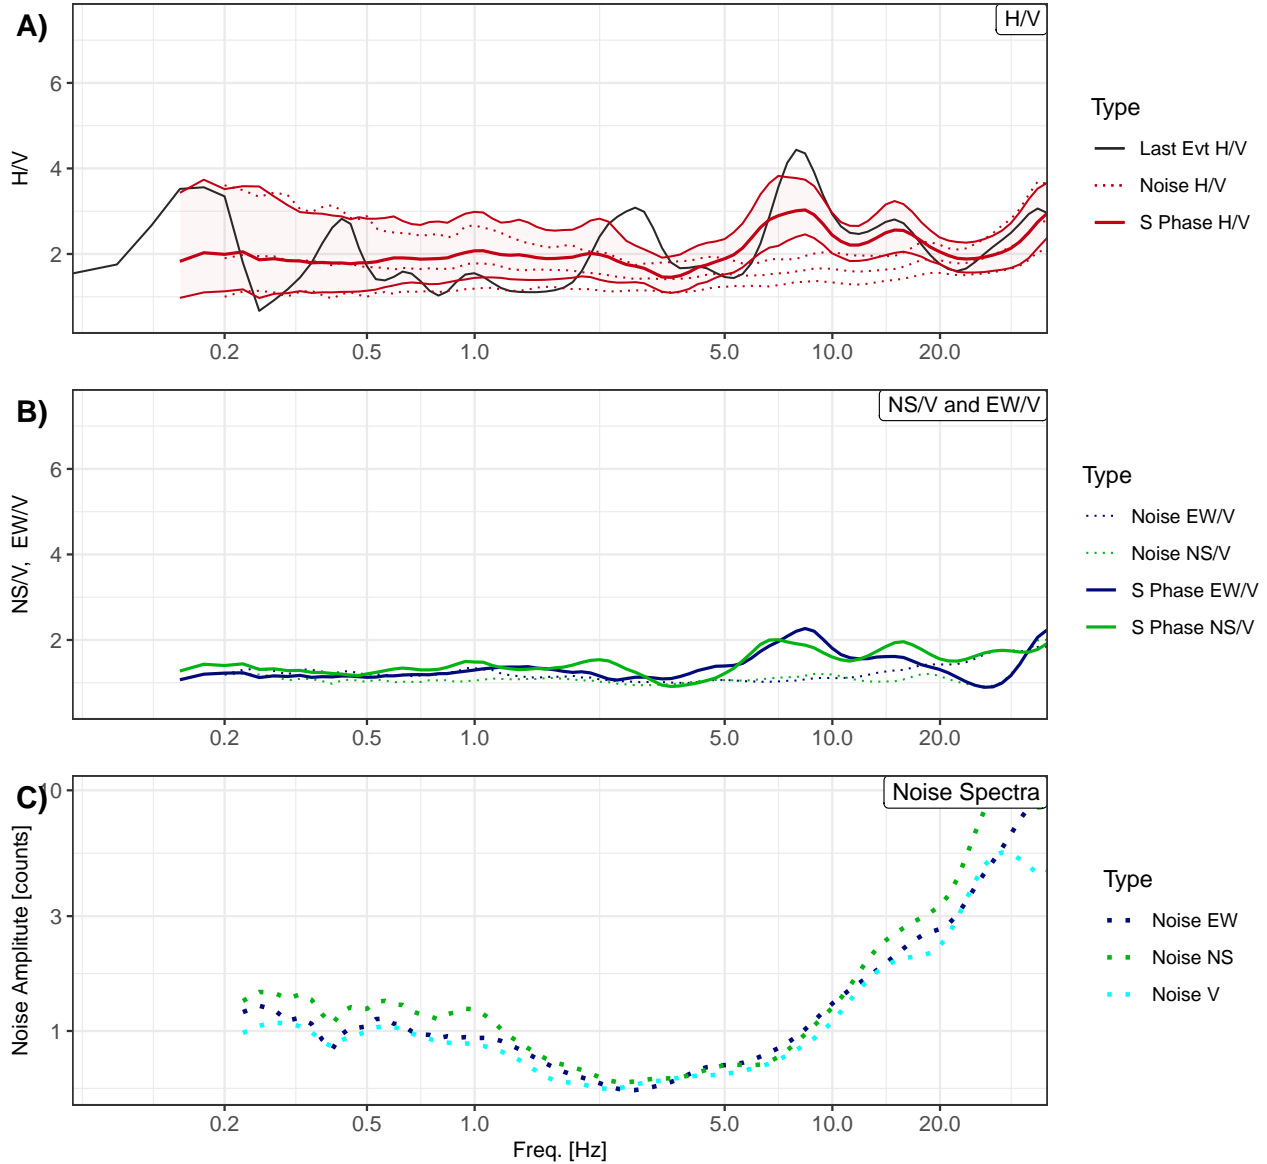 A)
H/V
6
4
2
H/V
0.2 0.5 1.0 5.0 10.0 20.0
Type
Last Evt H/V
Noise H/V
S Phase H/V
B)
NS/V and EW/V
6
4
2
NS/V, EW/V
0.2 0.5 1.0 5.0 10.0 20.0
Type
Noise EW/V
Noise NS/V
S Phase EW/V
S Phase NS/V
C)
Noise Spectra
10
3
1
Noise Amplitude [counts]
0.2 0.5 1.0 5.0 10.0 20.0
Freq. [Hz]
Type
Noise EW
Noise NS
Noise V